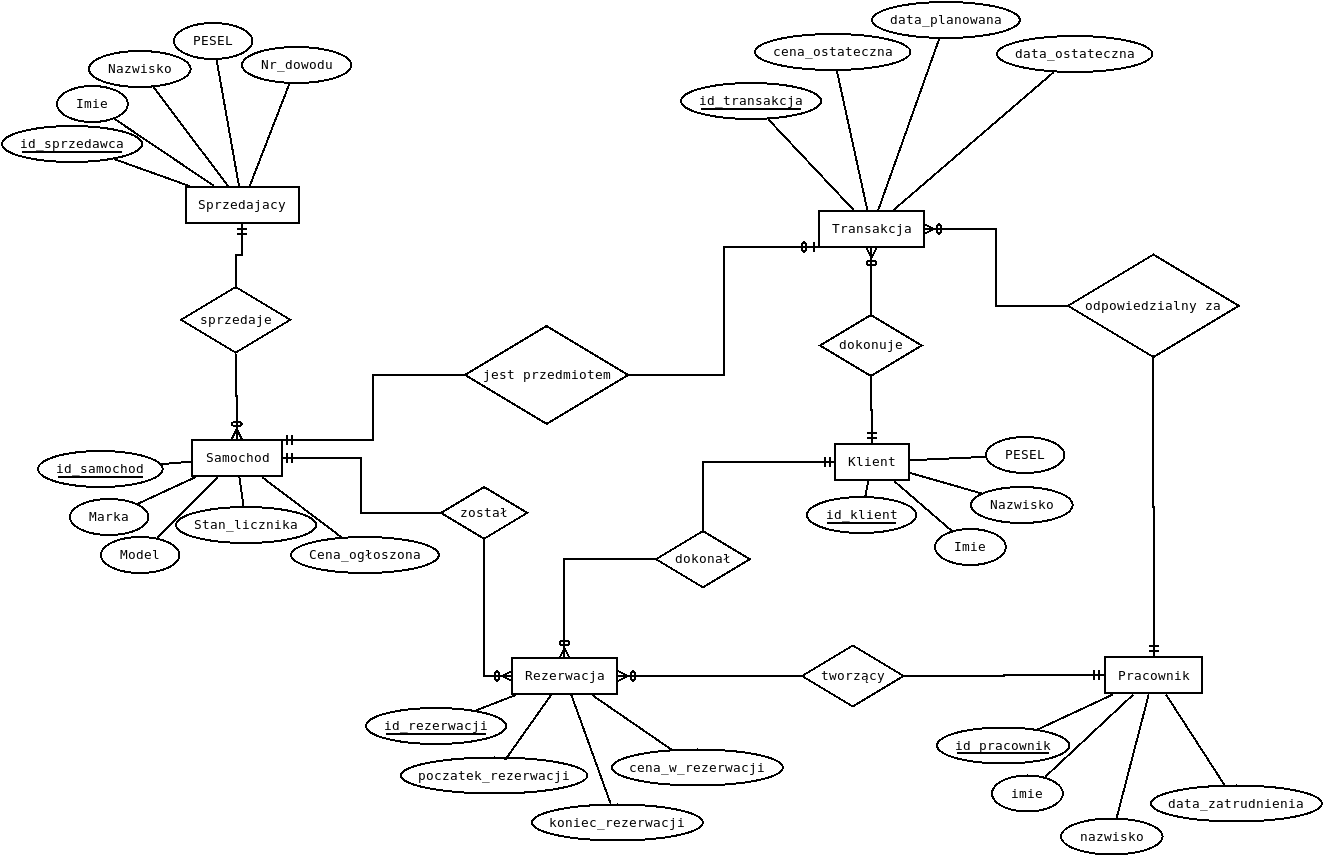 data_planowana
PESEL
cena_ostateczna
data_ostateczna
Nazwisko
Nr_dowodu
Imie
id_transakcja
id_sprzedawca
Sprzedajacy
Transakcja
odpowiedzialny za
sprzedaje
dokonuje
jest przedmiotem
Samochod
Klient
PESEL
id_samochod
Nazwisko
Marka
Stan_licznika
został
id_klient
Model
Cena_ogłoszona
Imie
dokonał
Rezerwacja
tworzący
Pracownik
id_rezerwacji
id_pracownik
poczatek_rezerwacji
cena_w_rezerwacji
imie
data_zatrudnienia
koniec_rezerwacji
nazwisko